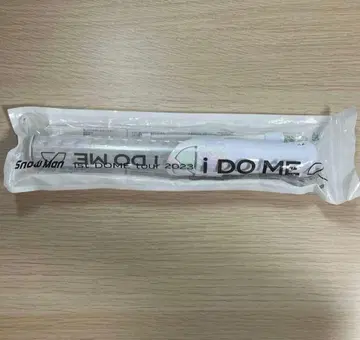 Snow Man
1st DOME tour 2023
i DO ME
i DO ME